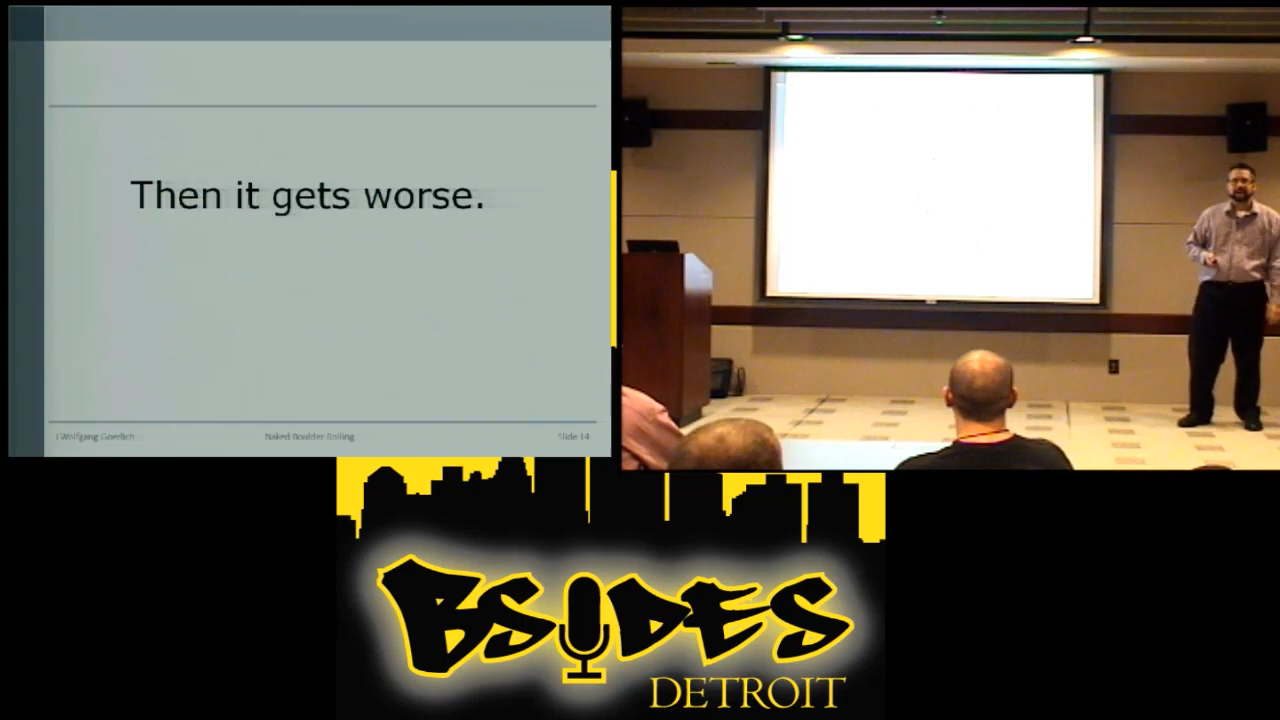 Then it gets worse.
J Wolfgang Goerlich
Naked Boulder Rolling
Slide 14
BSIDES
DETROIT